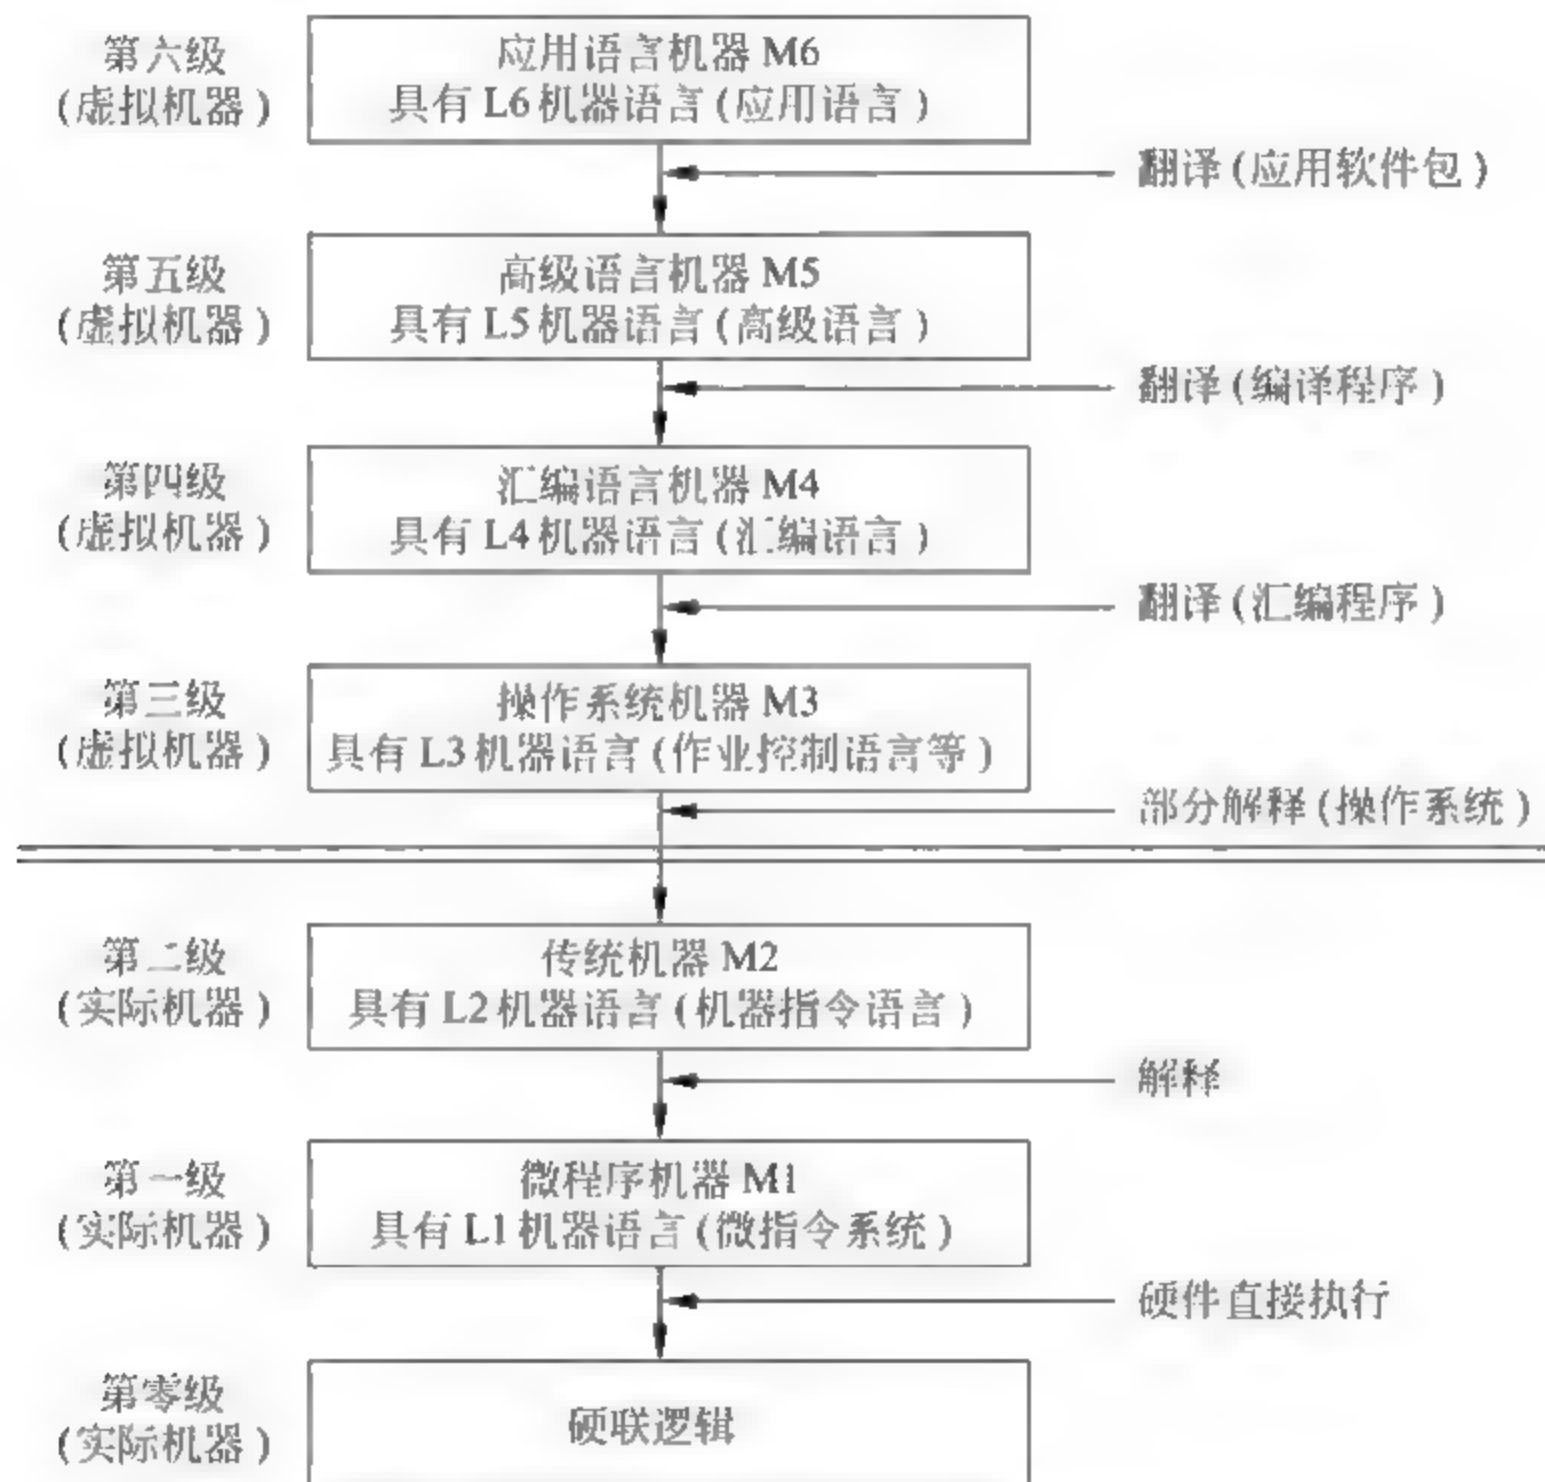 第六级
(虚拟机器)
应用语言机器 M6
具有 L6 机器语言(应用语言)
翻译(应用软件包)
第五级
(虚拟机器)
高级语言机器 M5
具有 L5 机器语言(高级语言)
翻译(编译程序)
第四级
(虚拟机器)
汇编语言机器 M4
具有 L4 机器语言(汇编语言)
翻译(汇编程序)
第三级
(虚拟机器)
操作系统机器 M3
具有 L3 机器语言(作业控制语言等)
部分解释(操作系统)
第二级
(实际机器)
传统机器 M2
具有 L2 机器语言(机器指令语言)
解释
第一级
(实际机器)
微程序机器 M1
具有 L1 机器语言(微指令系统)
硬件直接执行
第零级
(实际机器)
硬联逻辑